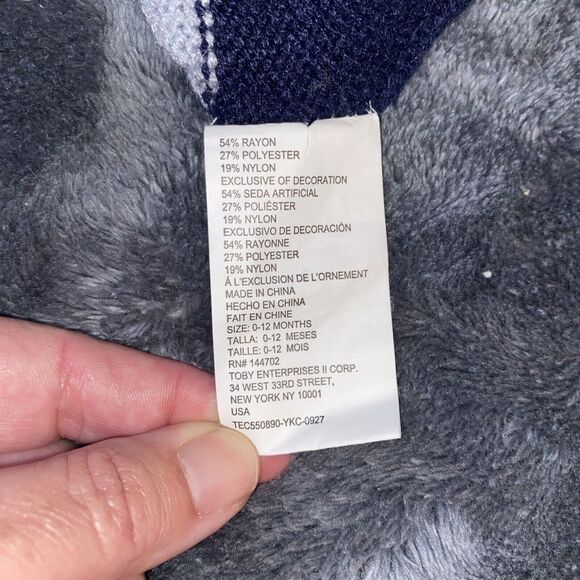 54% RAYON
27% POLYESTER
19% NYLON
EXCLUSIVE OF DECORATION
54% SEDA ARTIFICIAL
27% POLIÉSTER
19% NYLON
EXCLUSIVO DE DECORACIÓN
54% RAYONNE
27% POLYESTER
19% NYLON
Á L'EXCLUSION DE L'ORNEMENT
MADE IN CHINA
HECHO EN CHINA
FAIT EN CHINE
SIZE: 0-12 MONTHS
TALLA: 0-12 MESES
TAILLE: 0-12 MOIS
RN# 144702
TOBY ENTERPRISES II CORP.
34 WEST 33RD STREET,
NEW YORK NY 10001
USA
TEC550890-YKC-0927